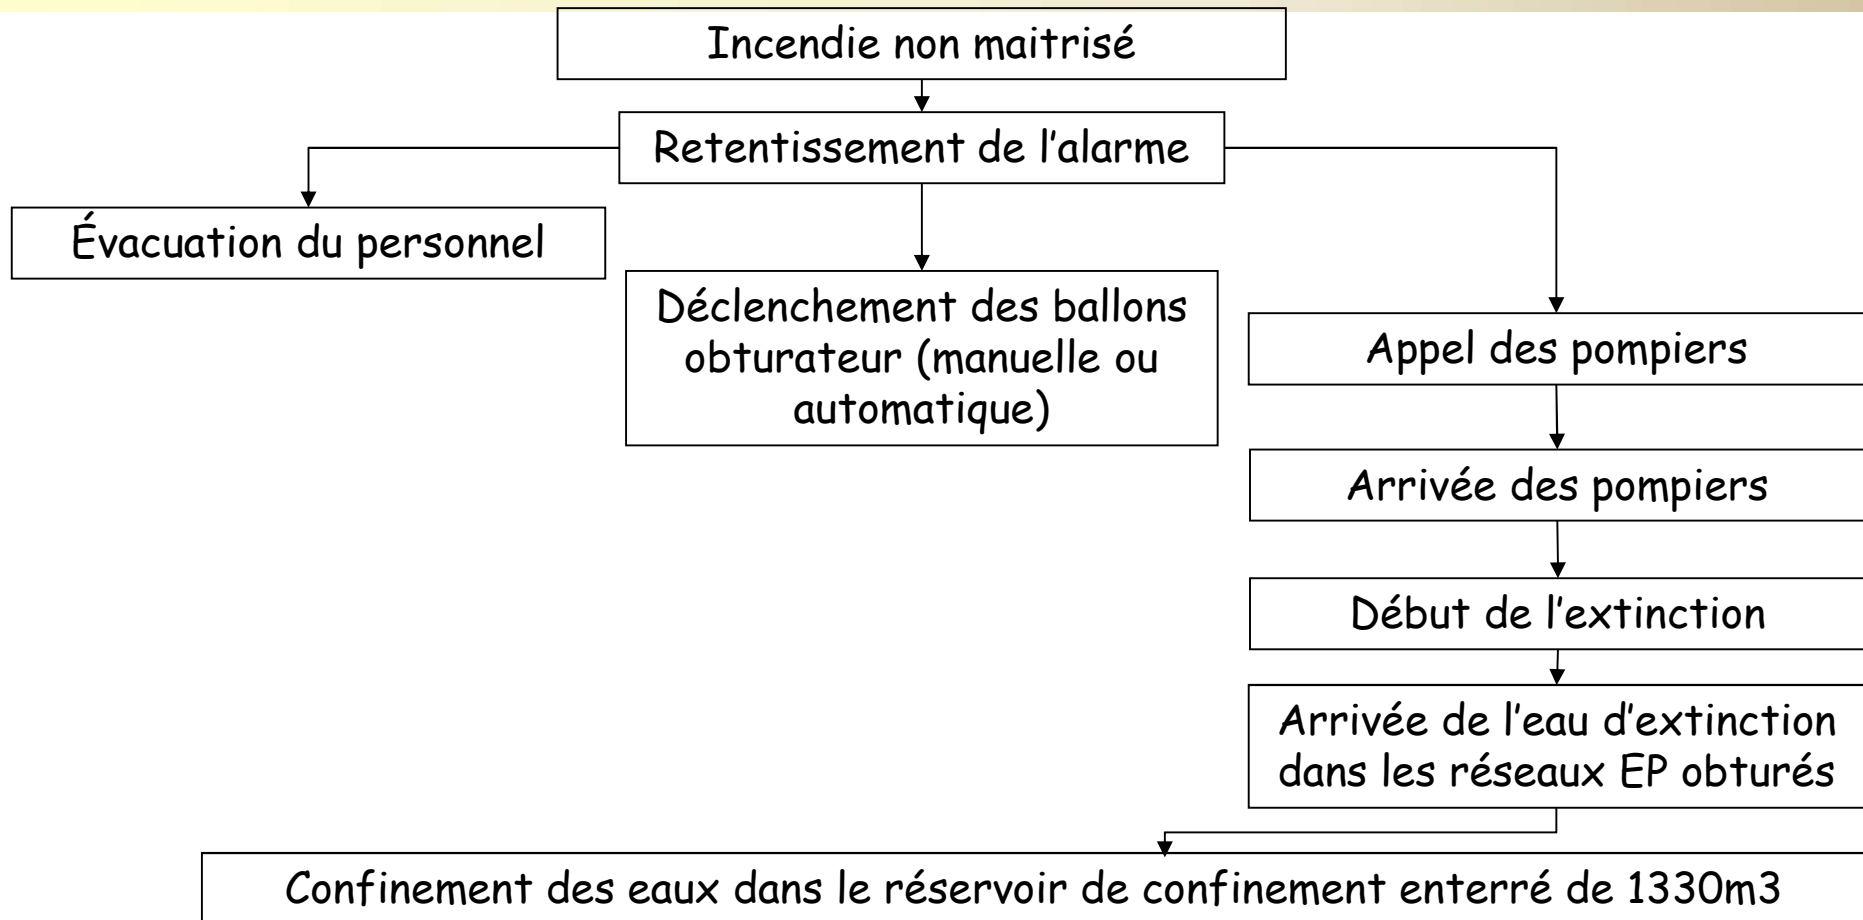 Incendie non maitrisé
Retentissement de l'alarme
Évacuation du personnel
Déclenchement des ballons
obturateur (manuelle ou
automatique)
Appel des pompiers
Arrivée des pompiers
Début de l'extinction
Arrivée de l'eau d'extinction
dans les réseaux EP obturés
Confinement des eaux dans le réservoir de confinement enterré de 1330m3